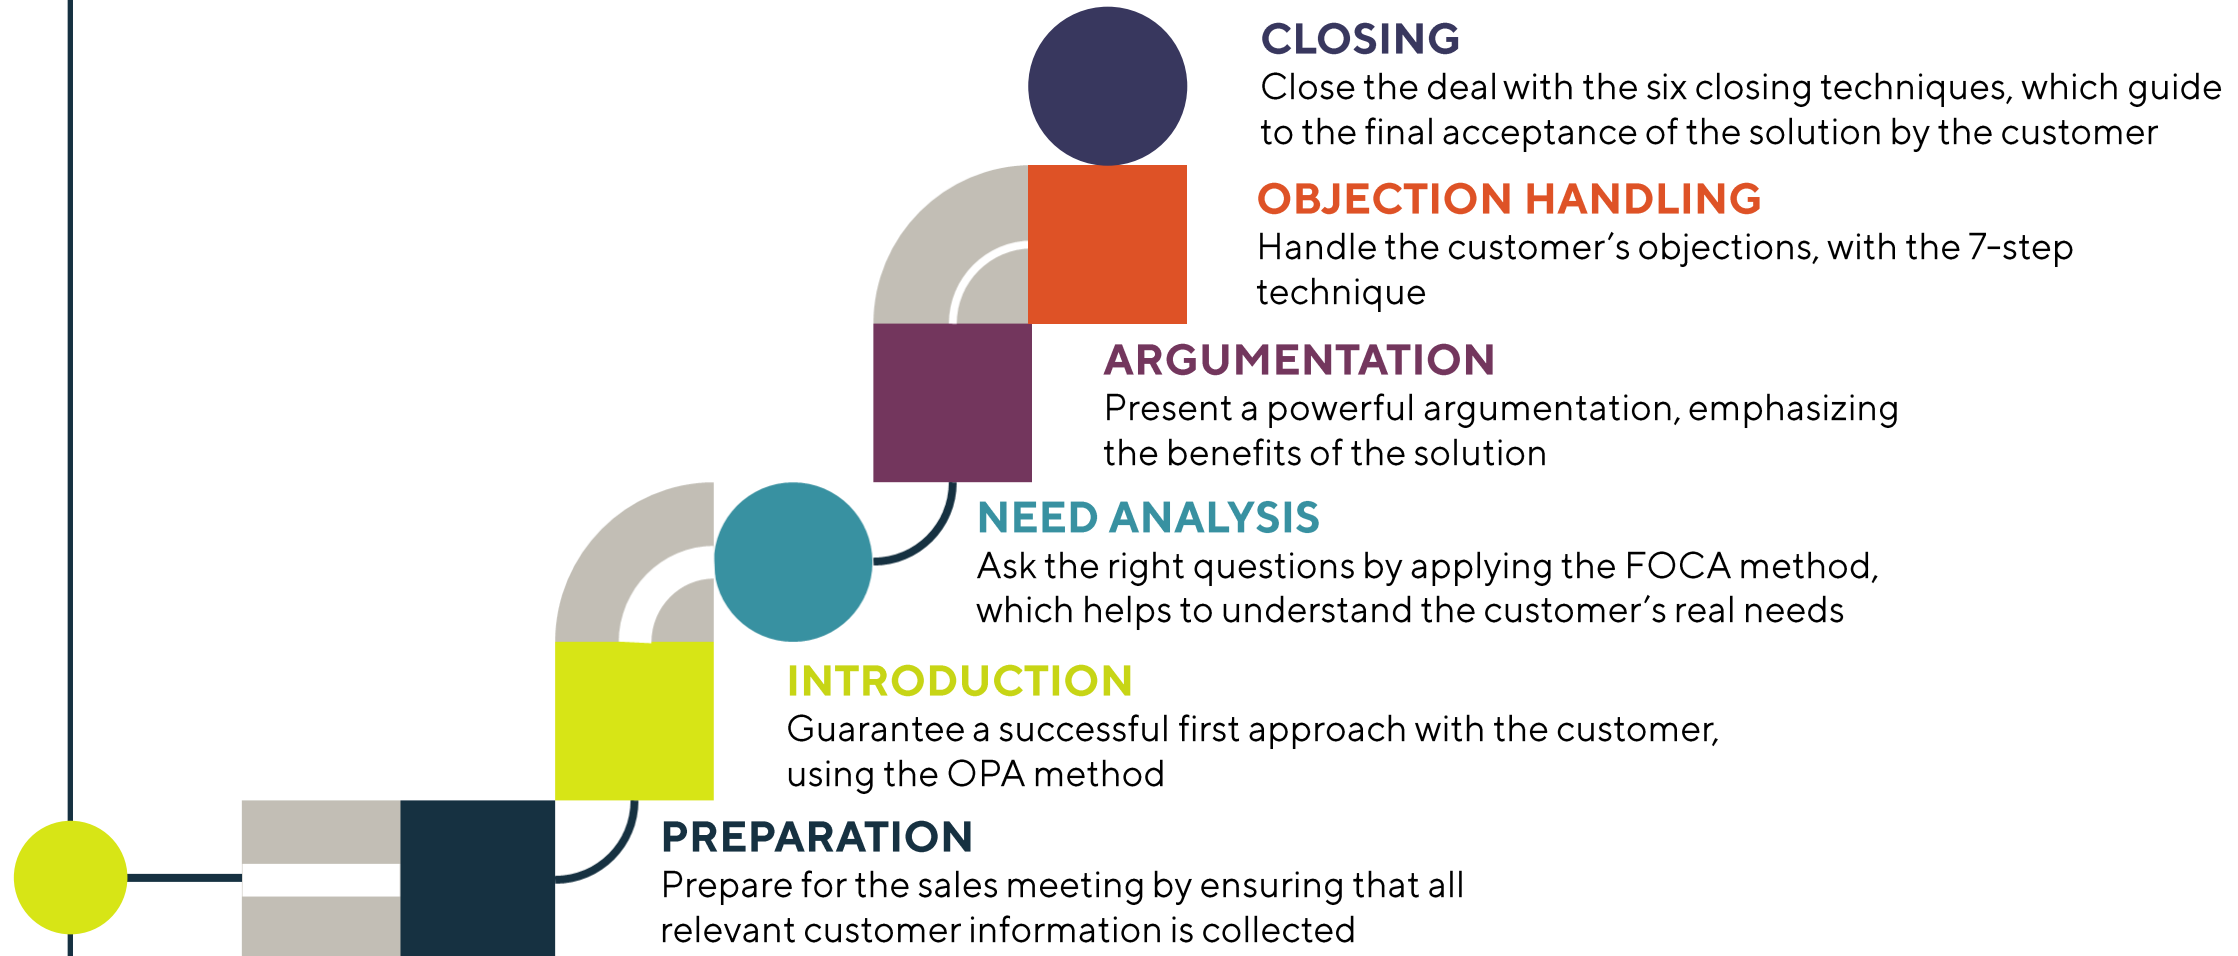 CLOSING
Close the deal with the six closing techniques, which guide
to the final acceptance of the solution by the customer
OBJECTION HANDLING
Handle the customer’s objections, with the 7-step
technique
ARGUMENTATION
Present a powerful argumentation, emphasizing
the benefits of the solution
NEED ANALYSIS
Ask the right questions by applying the FOCA method,
which helps to understand the customer’s real needs
INTRODUCTION
Guarantee a successful first approach with the customer,
using the OPA method
PREPARATION
Prepare for the sales meeting by ensuring that all
relevant customer information is collected